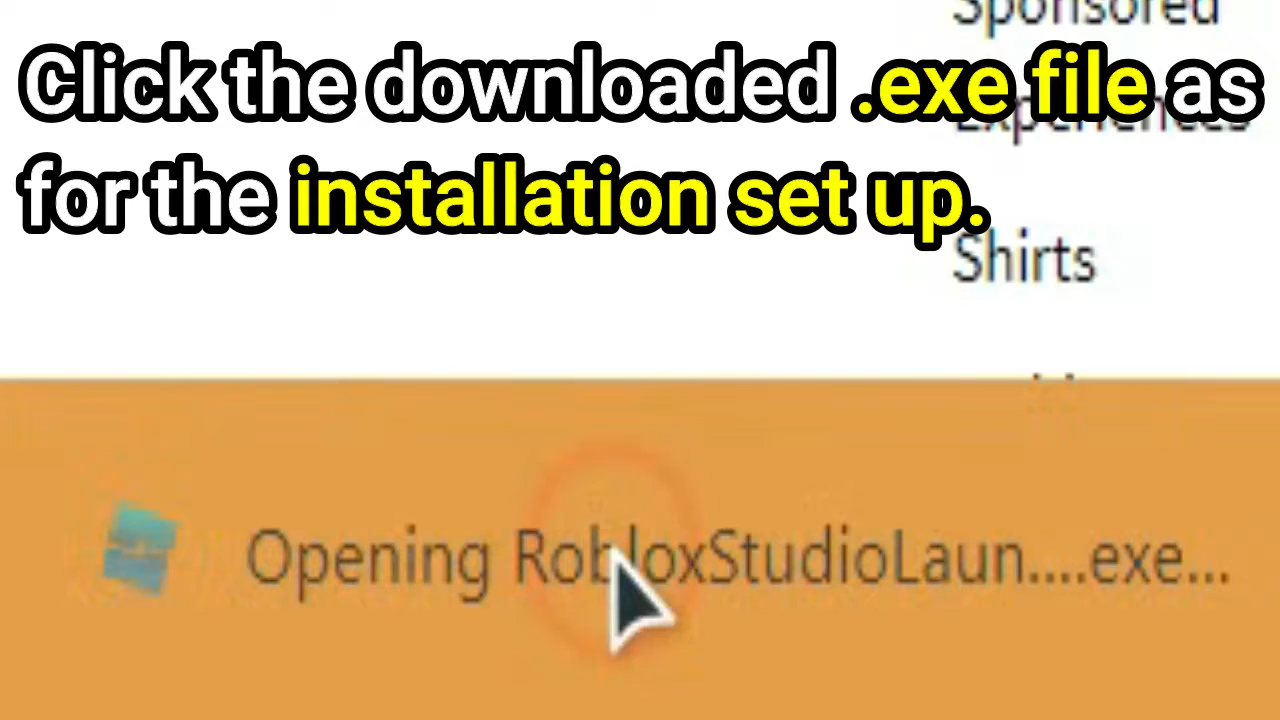 Sponsored
Click the downloaded .exe file as
Experiences
for the installation set up.
Shirts
Opening RobloxStudioLaun....exe...